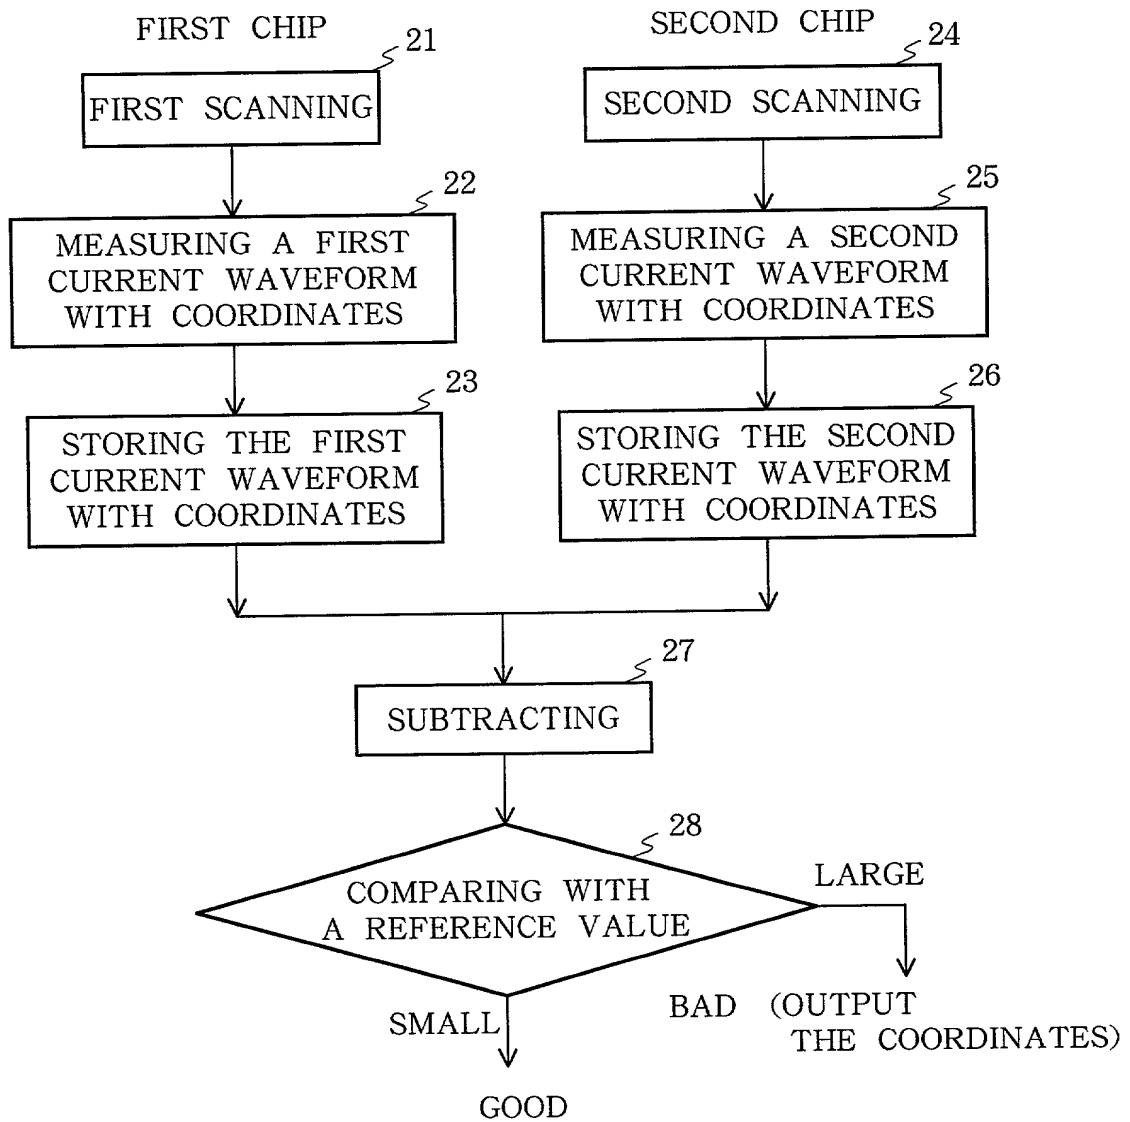 FIRST CHIP
21
FIRST SCANNING
22
MEASURING A FIRST
CURRENT WAVEFORM
WITH COORDINATES
23
STORING THE FIRST
CURRENT WAVEFORM
WITH COORDINATES
SECOND CHIP
24
SECOND SCANNING
25
MEASURING A SECOND
CURRENT WAVEFORM
WITH COORDINATES
26
STORING THE SECOND
CURRENT WAVEFORM
WITH COORDINATES
27
SUBTRACTING
28
COMPARING WITH
A REFERENCE VALUE
LARGE
BAD (OUTPUT
THE COORDINATES)
SMALL
GOOD